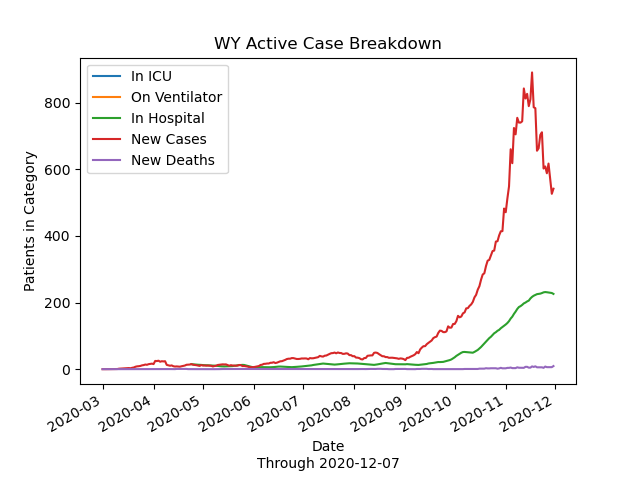 WY Active Case Breakdown
In ICU
On Ventilator
In Hospital
New Cases
New Deaths
Patients in Category
800
600
400
200
0
2020-03
2020-04
2020-05
2020-06
2020-07
2020-08
2020-09
2020-10
2020-11
2020-12
Date
Through 2020-12-07